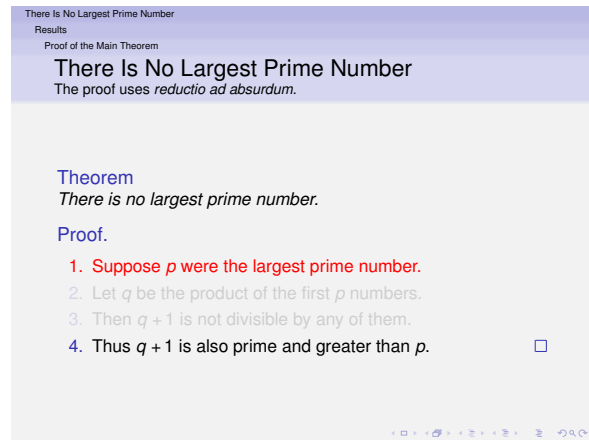 There Is No Largest Prime Number
Results
Proof of the Main Theorem
There Is No Largest Prime Number
The proof uses reductio ad absurdum.
Theorem
There is no largest prime number.
Proof.
1. Suppose p were the largest prime number.
2. Let q be the product of the first p numbers.
3. Then q + 1 is not divisible by any of them.
4. Thus q + 1 is also prime and greater than p. □